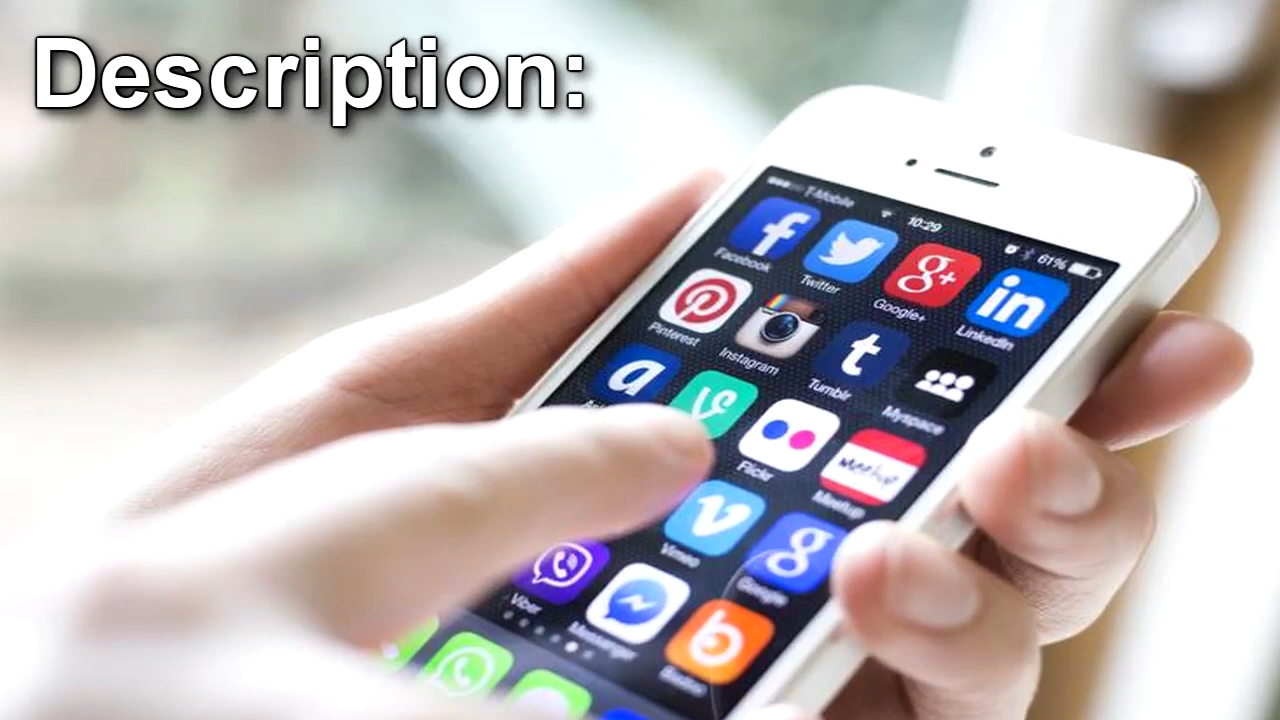 Description:
T-Mobile 10:29 61%
Facebook Twitter Google+ LinkedIn
Pinterest Instagram Tumblr Myspace
Flickr Meetup
Vimeo Google
Viber Messenger